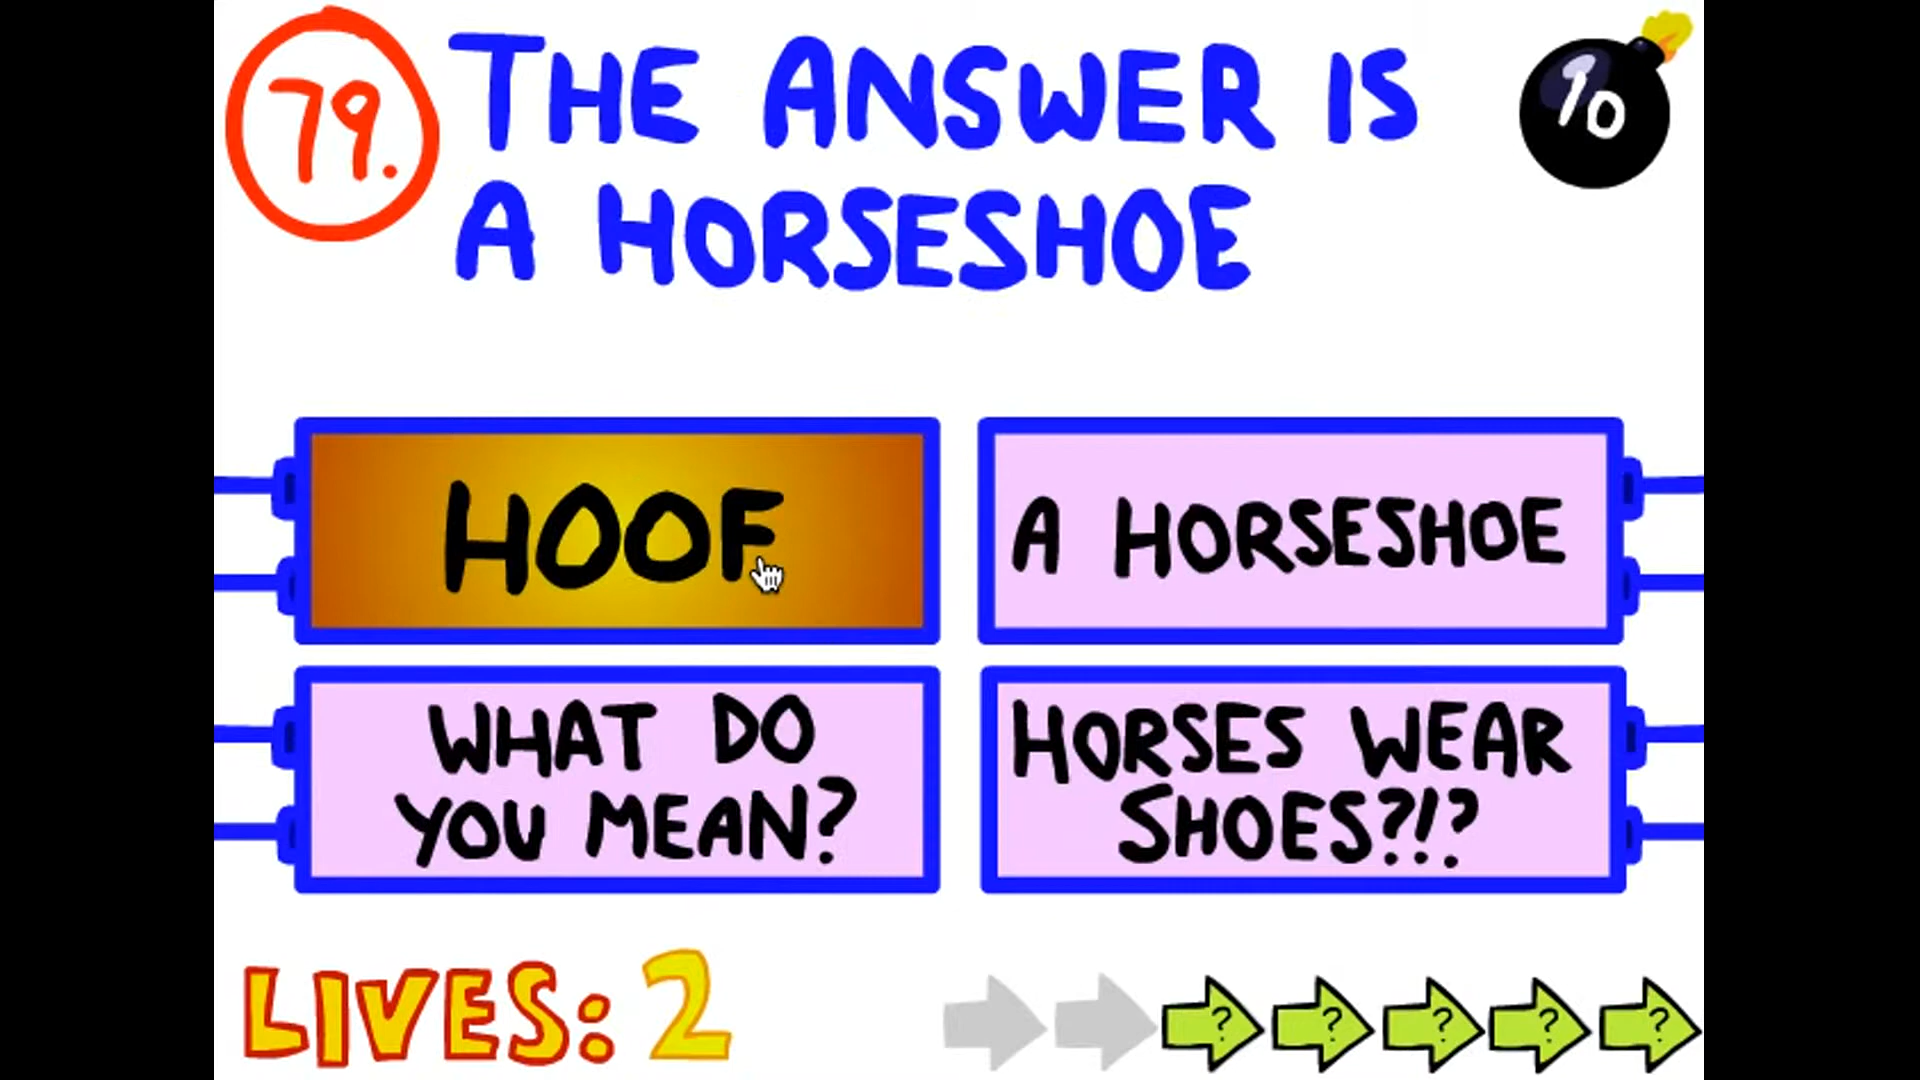 79.
THE ANSWER IS
A HORSESHOE
10
HOOF
A HORSESHOE
WHAT DO
YOU MEAN?
HORSES WEAR
SHOES?!?
LIVES: 2
? ? ? ? ?